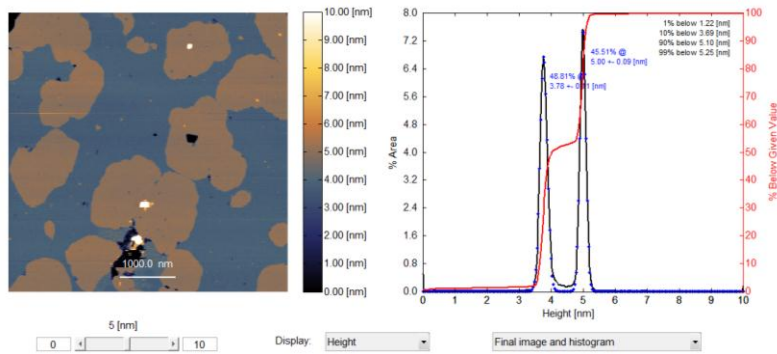 10.00 [nm]
9.00 [nm]
8.00 [nm]
7.00 [nm]
6.00 [nm]
5.00 [nm]
4.00 [nm]
3.00 [nm]
2.00 [nm]
1.00 [nm]
0.00 [nm]
1000.0 nm
8.0
7.2
6.4
5.6
4.8
4.0
3.2
2.4
1.6
0.8
0.0
% Area
1% below 1.22 [nm]
10% below 3.69 [nm]
90% below 5.10 [nm]
99% below 5.25 [nm]
45.51% @
5.00 +- 0.09 [nm]
48.81% @
3.78 +- 0.11 [nm]
100
90
80
70
60
50
40
30
20
10
0
% Below Given Value
0 1 2 3 4 5 6 7 8 9 10
Height [nm]
5 [nm]
0 10
Display: Height
Final image and histogram